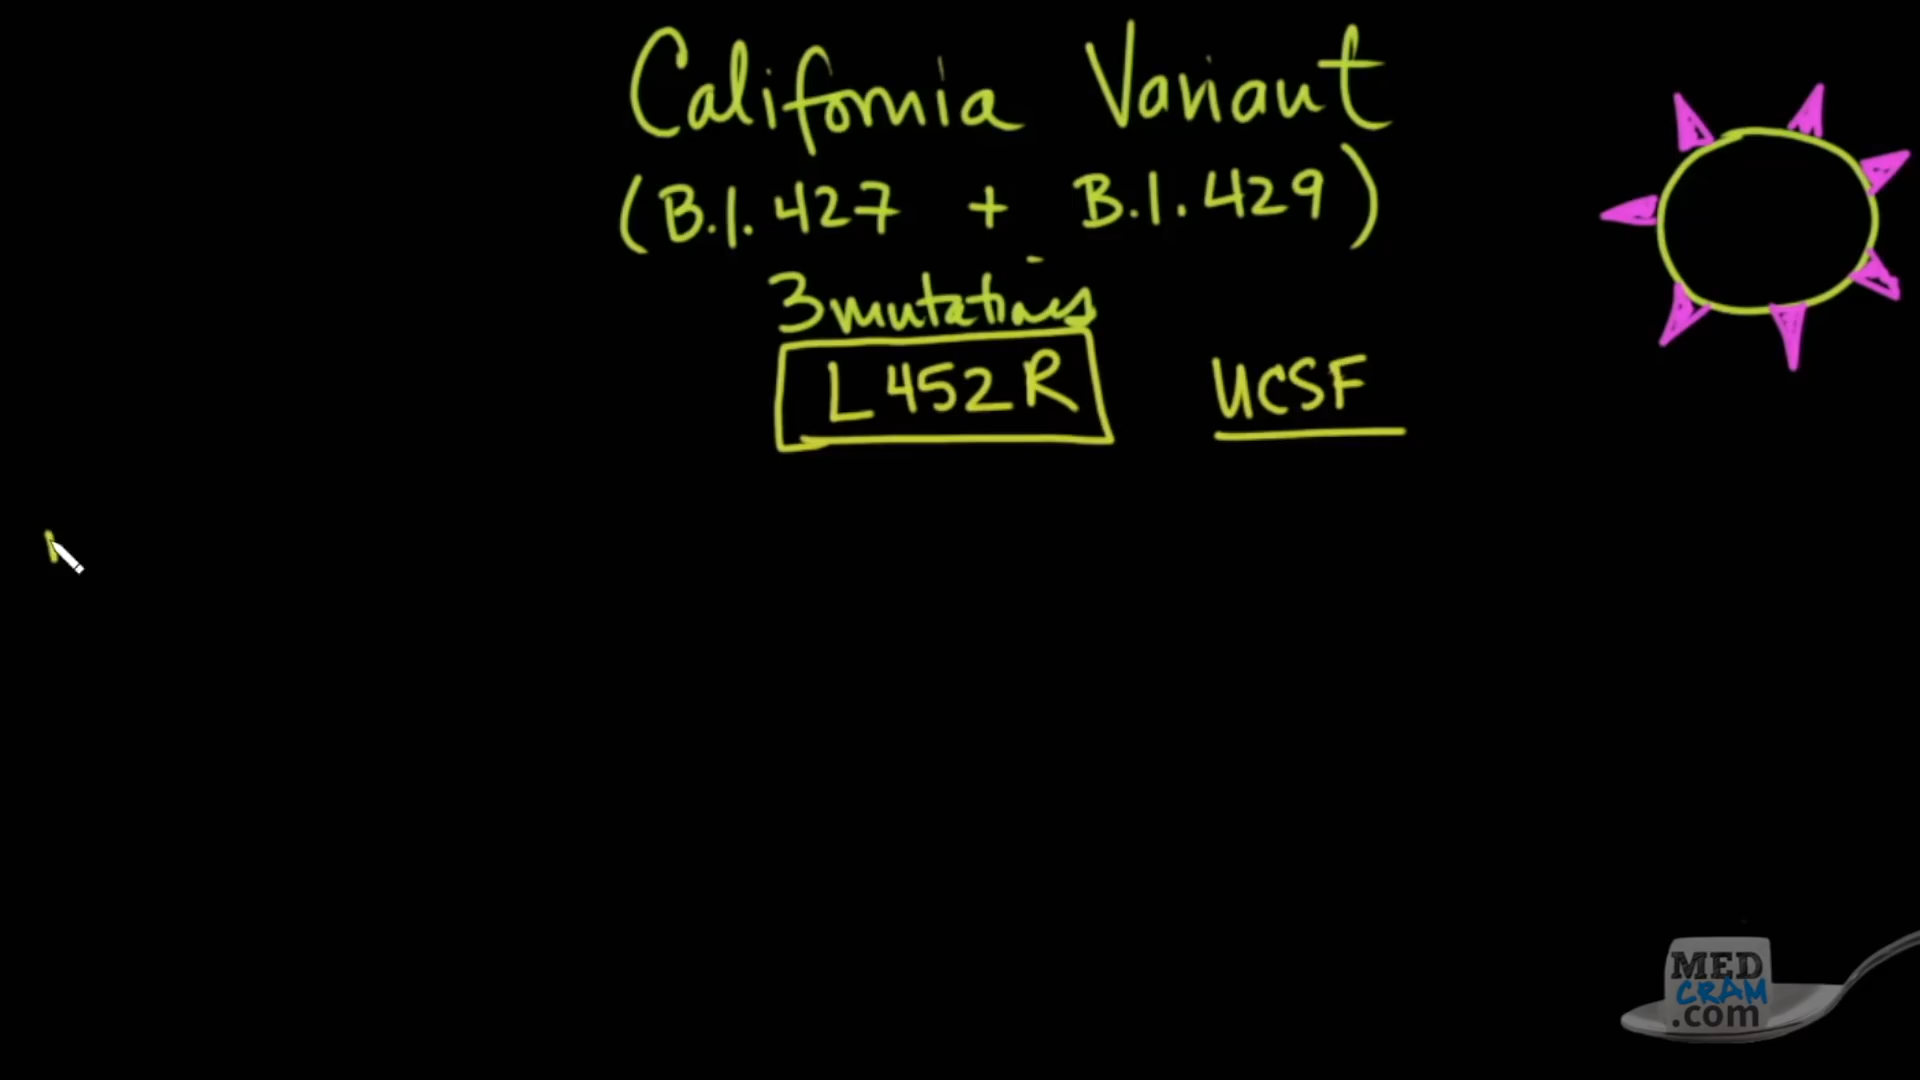 California Variant
(B.1.427 + B.1.429)
3 mutations
L452R UCSF
MED
CRAM
.com